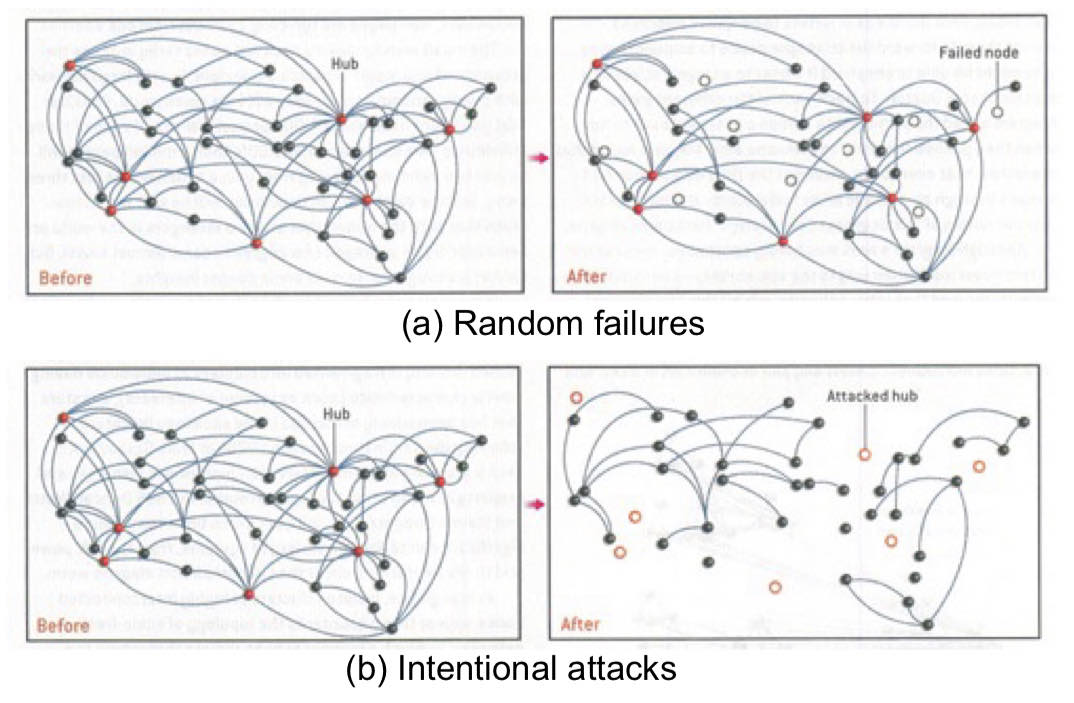 Hub
Failed node
Before
After
(a) Random failures
Hub
Attacked hub
Before
After
(b) Intentional attacks